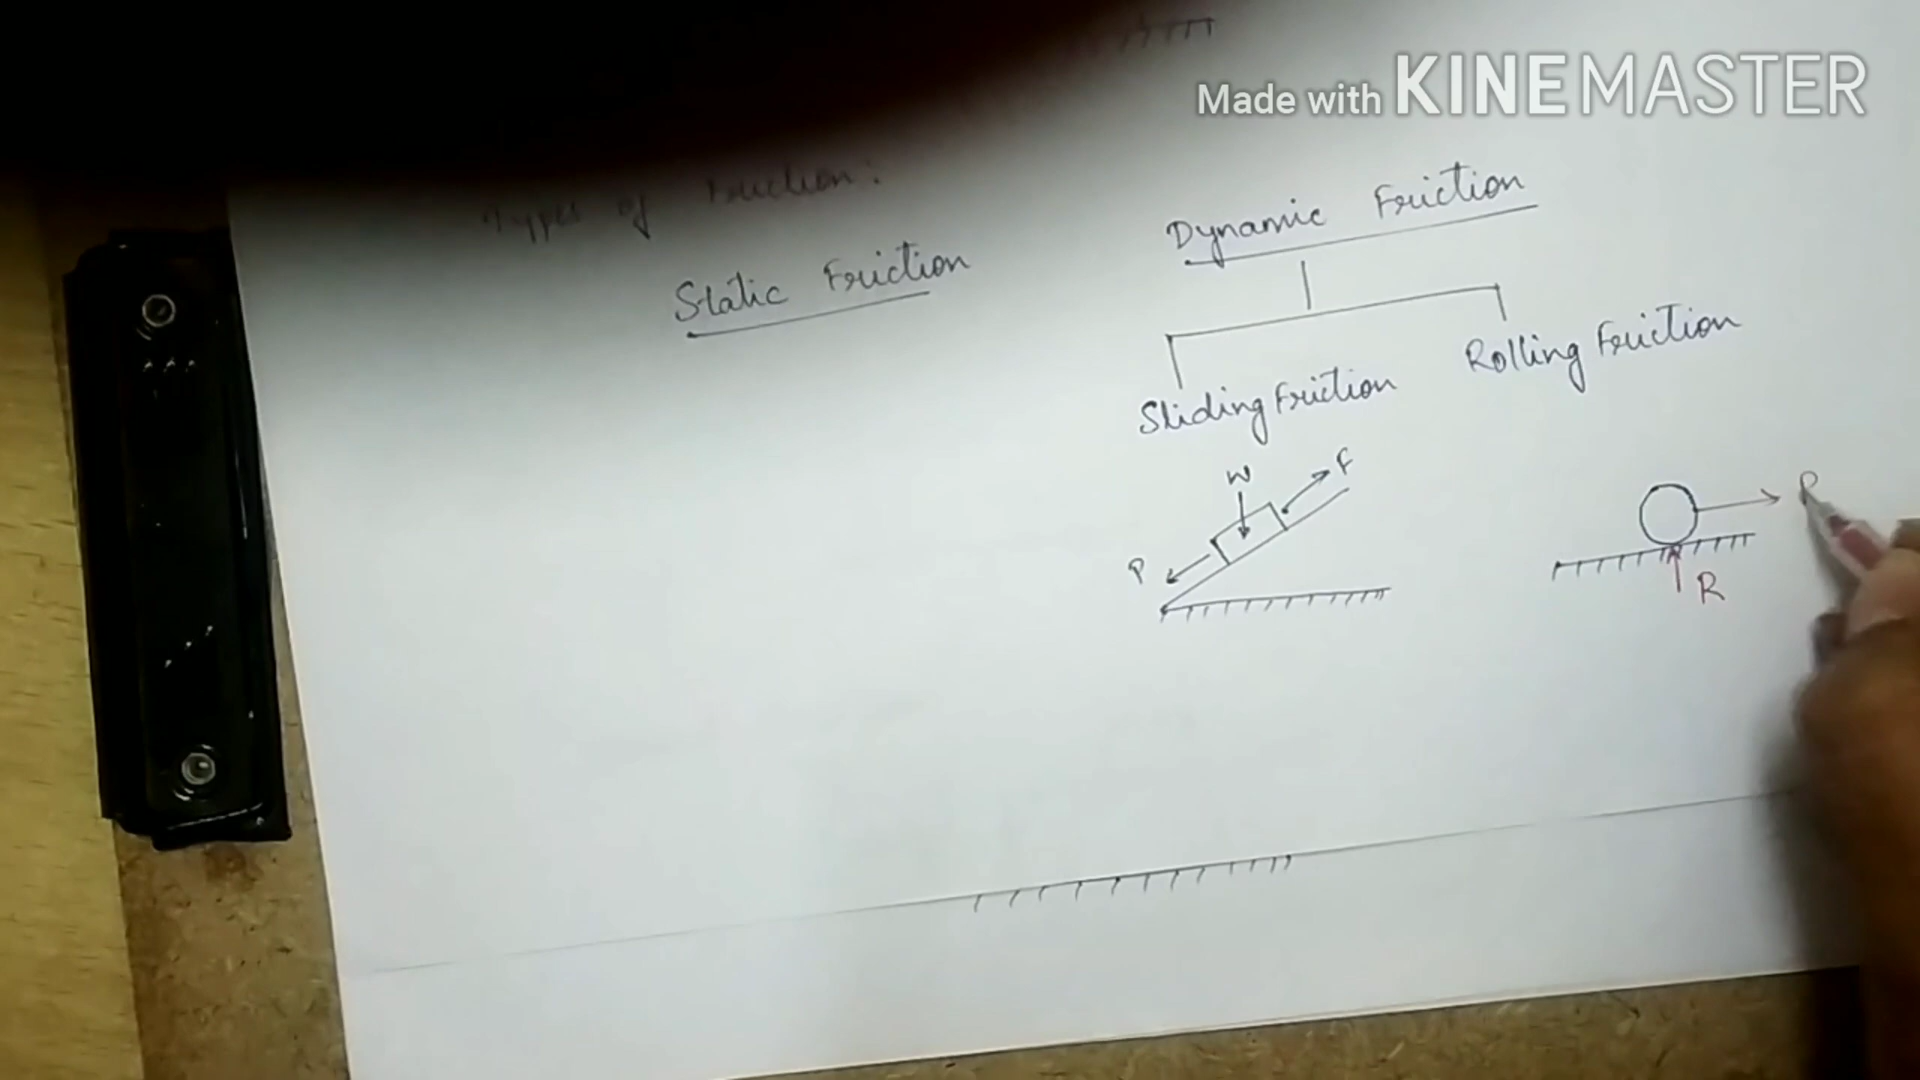 Made with KINEMASTER
Types of Friction:
Static Friction
Dynamic Friction
Sliding Friction
Rolling Friction
W
F
P
P
R